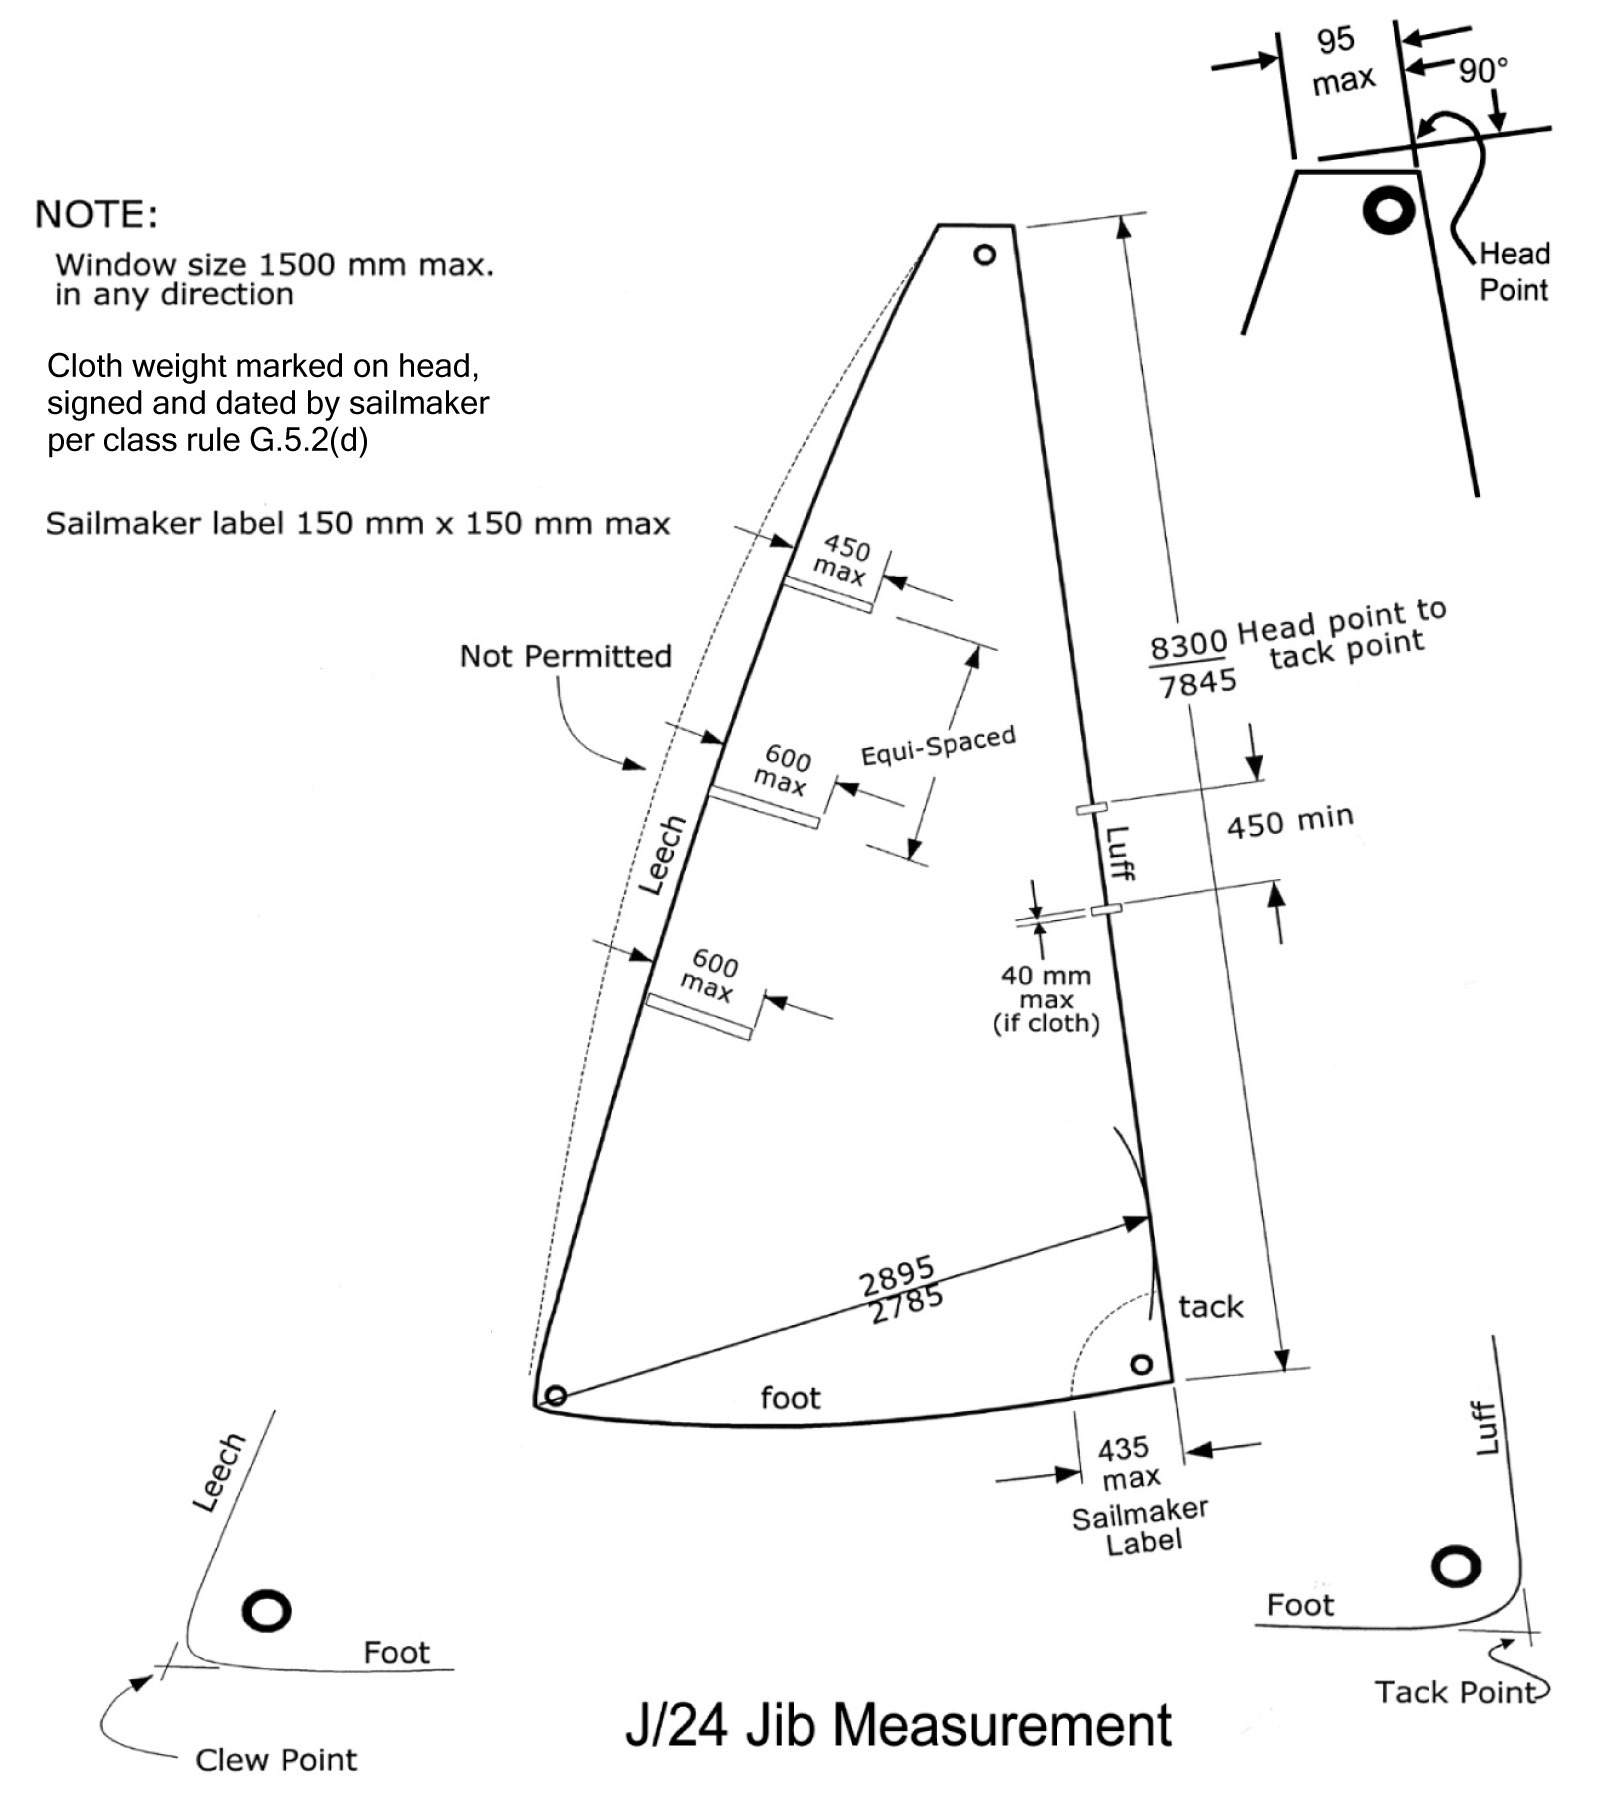 95
max
90°
Head
Point
NOTE:
Window size 1500 mm max.
in any direction
Cloth weight marked on head,
signed and dated by sailmaker
per class rule G.5.2(d)
Sailmaker label 150 mm x 150 mm max
450
max
Not Permitted
8300 Head point to
7845 tack point
Equi-Spaced
600
max
Leech
Luff
450 min
600
max
40 mm
max
(if cloth)
2895
2785
tack
foot
435
max
Sailmaker
Label
Leech
Foot
Clew Point
Luff
Foot
Tack Point
J/24 Jib Measurement